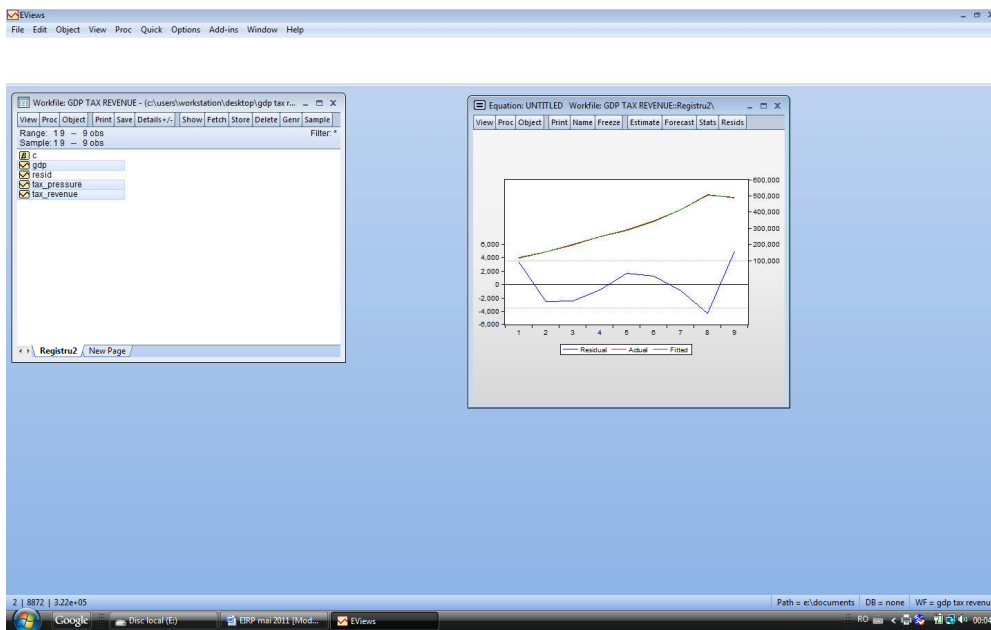 EViews
File Edit Object View Proc Quick Options Add-ins Window Help
Workfile: GDP TAX REVENUE - (c:\users\workstation\desktop\gdp tax r...
View Proc Object Print Save Details+/- Show Fetch Store Delete Genr Sample
Range: 1 9 -- 9 obs Filter: *
Sample: 1 9 -- 9 obs
c
gdp
resid
tax_pressure
tax_revenue
Registru2 New Page
Equation: UNTITLED Workfile: GDP TAX REVENUE::Registru2\
View Proc Object Print Name Freeze Estimate Forecast Stats Resids
600,000
500,000
400,000
300,000
6,000 200,000
4,000 100,000
2,000
0
-2,000
-4,000
-6,000
1 2 3 4 5 6 7 8 9
Residual Actual Fitted
2 | 8872 | 3.22e+05 Path = e:\documents DB = none WF = gdp tax revenu
Google Disc local (E:) EIRP mai 2011 [Mod... EViews RO 00:04